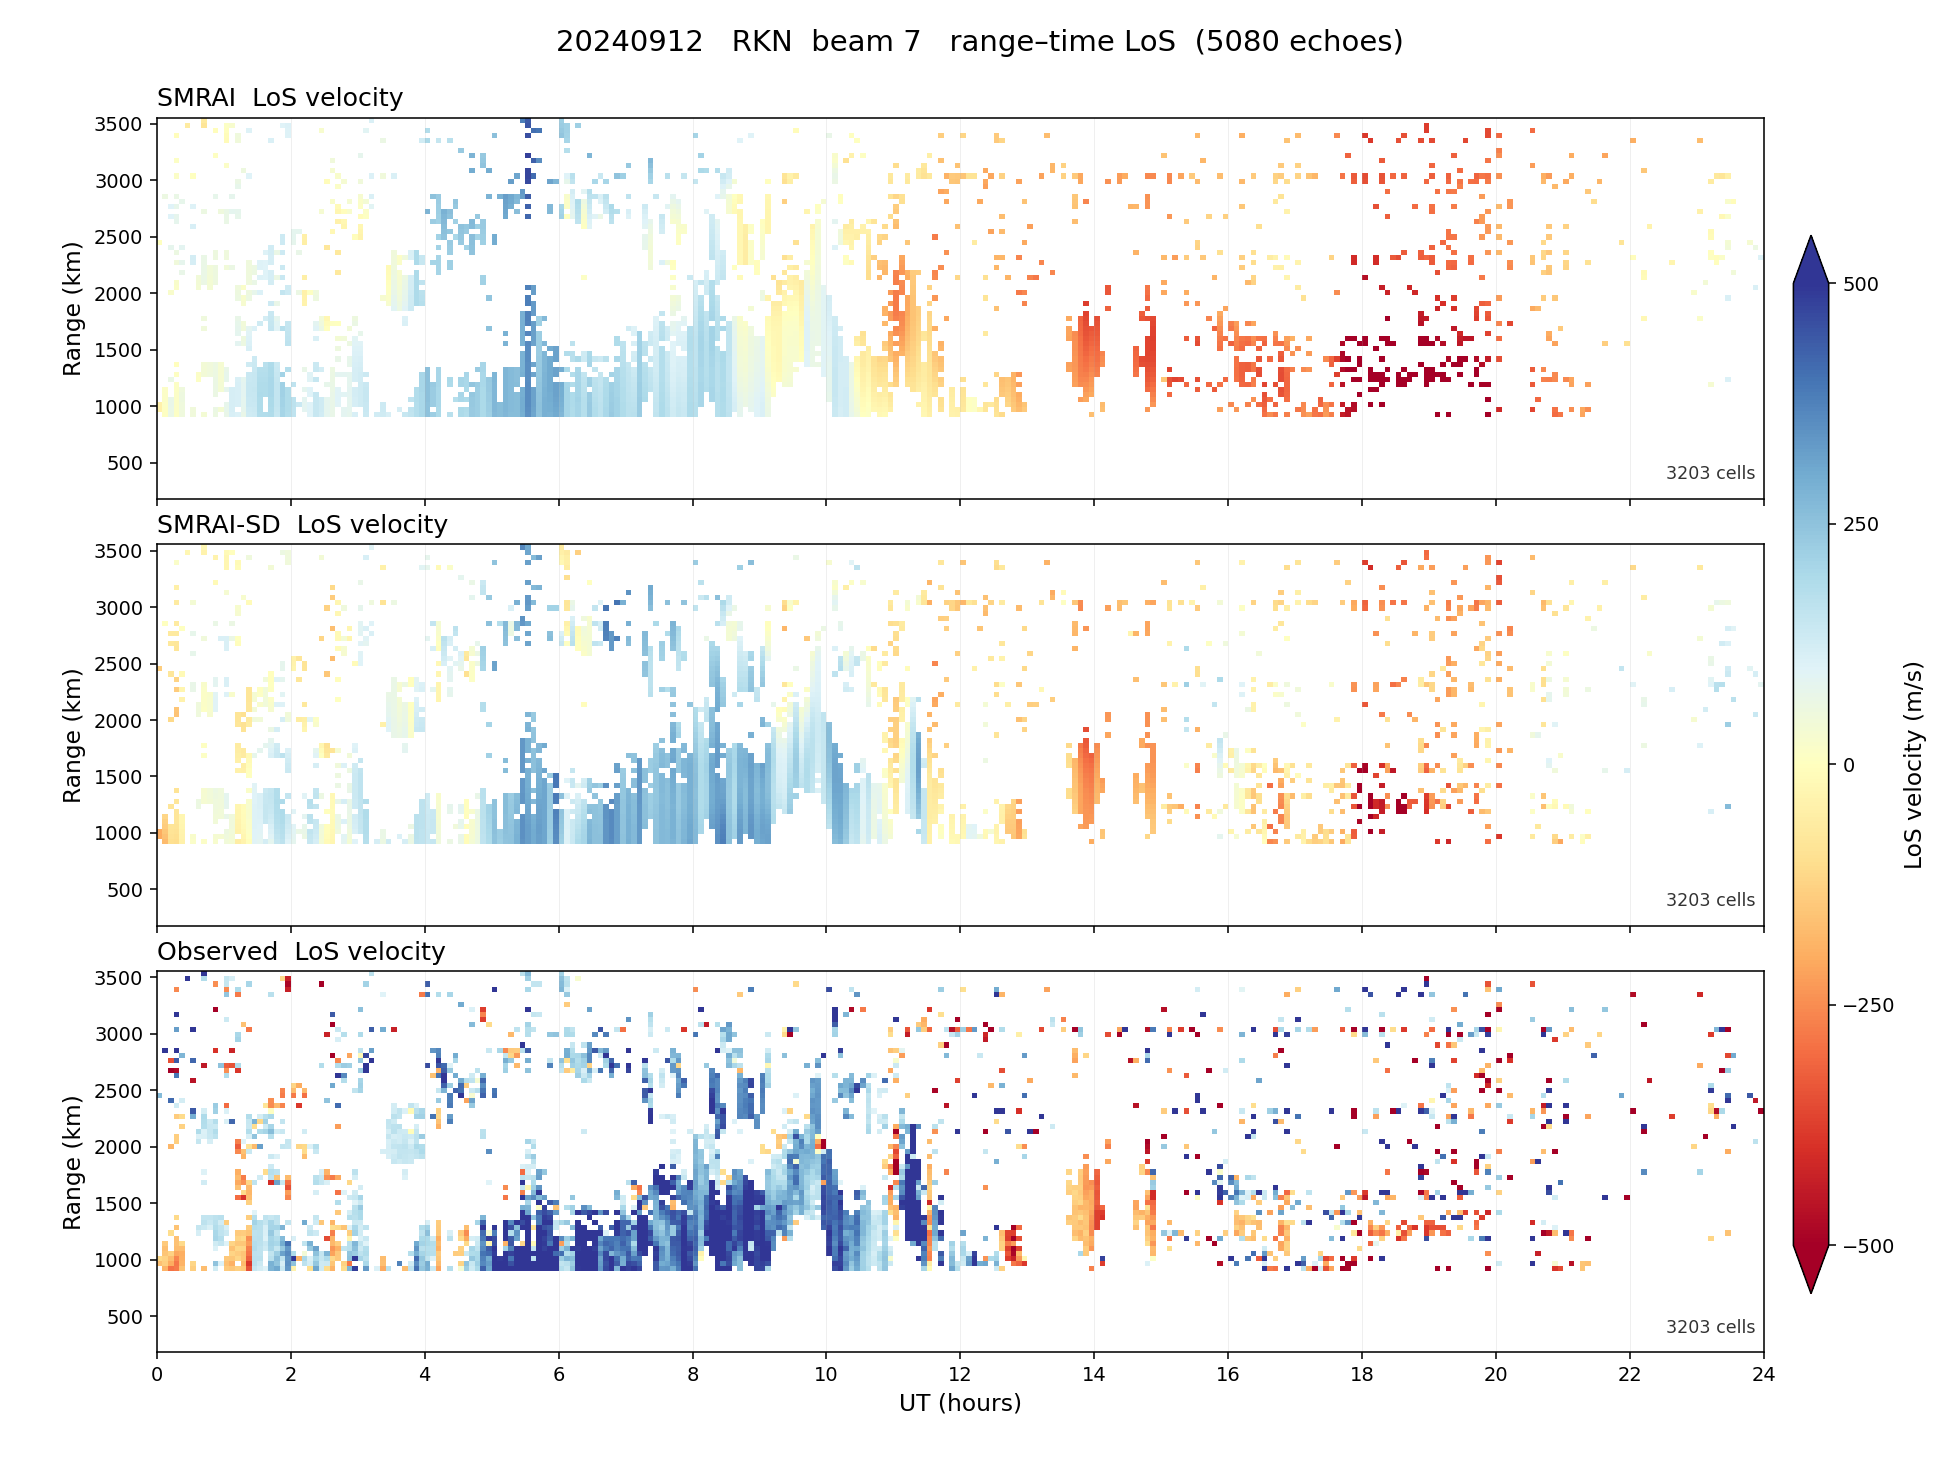 20240912   RKN  beam 7   range–time LoS  (5080 echoes)
SMRAI  LoS velocity
3500
3000
2500
2000
1500
1000
500
Range (km)
3203 cells
SMRAI-SD  LoS velocity
3500
3000
2500
2000
1500
1000
500
Range (km)
3203 cells
Observed  LoS velocity
3500
3000
2500
2000
1500
1000
500
Range (km)
3203 cells
0 2 4 6 8 10 12 14 16 18 20 22 24
UT (hours)
500
250
0
−250
−500
LoS velocity (m/s)